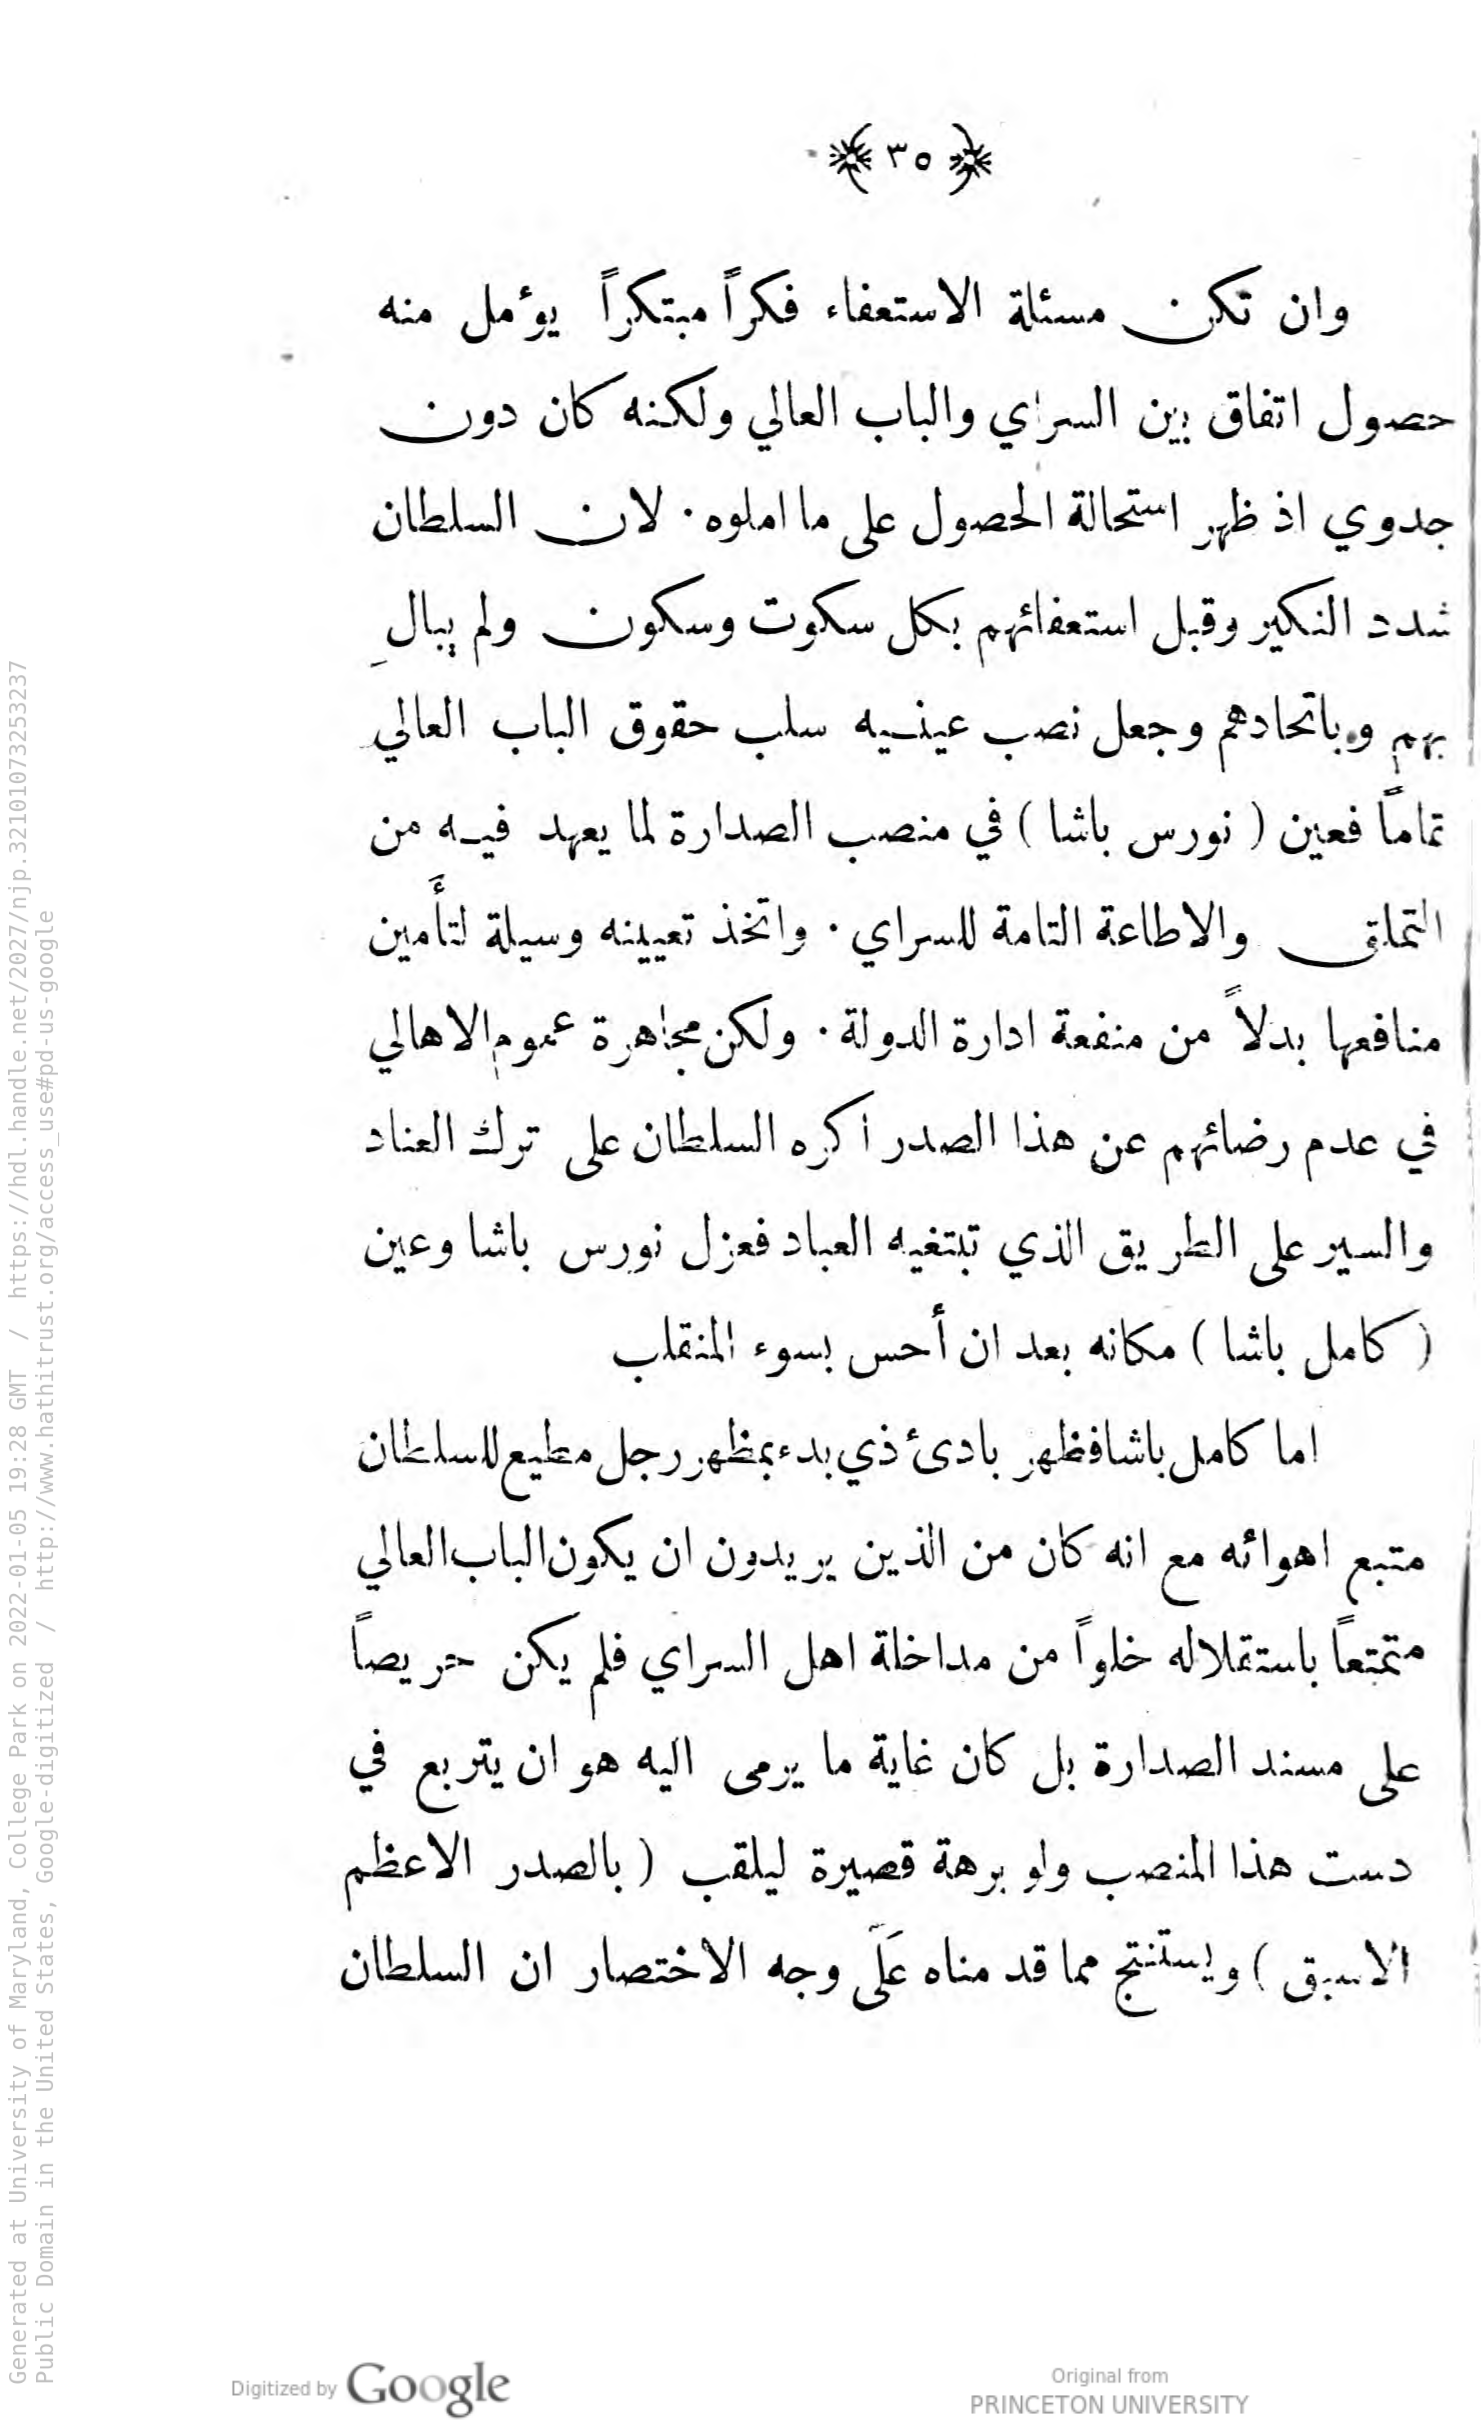 ٣٥
وان تكن مسئلة الاستعفاء فكراً مبتكراً يؤمل منه
حصول اتفاق بين السراي والباب العالي ولكنه كان دون
جدوي اذ ظهر استحالة الحصول على ما املوه ٠ لان السلطان
شدد النكير وقبل استعفائهم بكل سكوت وسكون ولم يبالِ
بهم وباتحادهم وجعل نصب عينيه سلب حقوق الباب العالي
تماماً فعين ( نورس باشا ) في منصب الصدارة لما يعهد فيه من
التملق والاطاعة التامة للسراي ٠ واتخذ تعيينه وسيلة لتأمين
منافعها بدلاً من منفعة ادارة الدولة ٠ ولكن مجاهرة عموم الاهالي
في عدم رضائهم عن هذا الصدر اكره السلطان على ترك العناد
والسير على الطريق الذي تبتغيه العباد فعزل نورس باشا وعين
( كامل باشا ) مكانه بعد ان أحس بسوء المنقلب
اما كامل باشا فظهر بادئ ذي بدء بمظهر رجل مطيع للسلطان
متبع اهوائه مع انه كان من الذين يريدون ان يكون الباب العالي
متمتعاً باستقلاله خلواً من مداخلة اهل السراي فلم يكن حريصاً
على مسند الصدارة بل كان غاية ما يرمى اليه هو ان يتربع في
دست هذا المنصب ولو برهة قصيرة ليلقب ( بالصدر الاعظم
الاسبق ) ويستنتج مما قد مناه عَلَى وجه الاختصار ان السلطان
Generated at University of Maryland, College Park on 2022-01-05 19:28 GMT / https://hdl.handle.net/2027/njp.32101073253237
Public Domain in the United States, Google-digitized / http://www.hathitrust.org/access_use#pd-us-google
Digitized by Google
Original from
PRINCETON UNIVERSITY